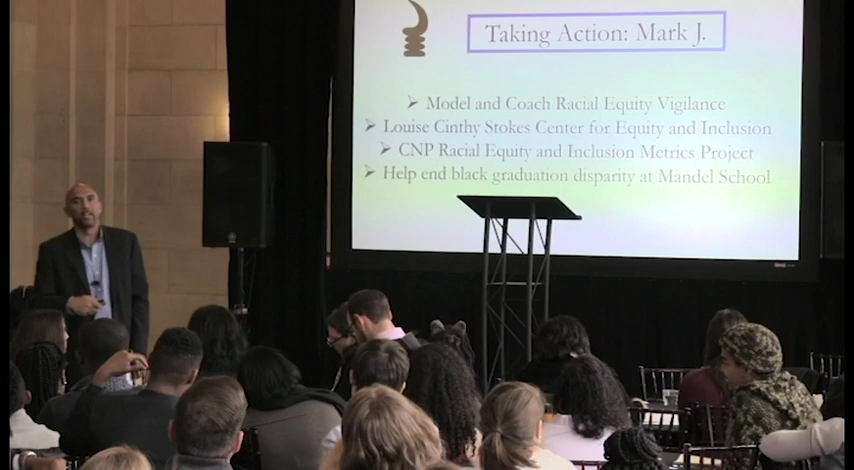 Taking Action: Mark J.
➢ Model and Coach Racial Equity Vigilance
➢ Louise Cinthy Stokes Center for Equity and Inclusion
➢ CNP Racial Equity and Inclusion Metrics Project
➢ Help end black graduation disparity at Mandel School